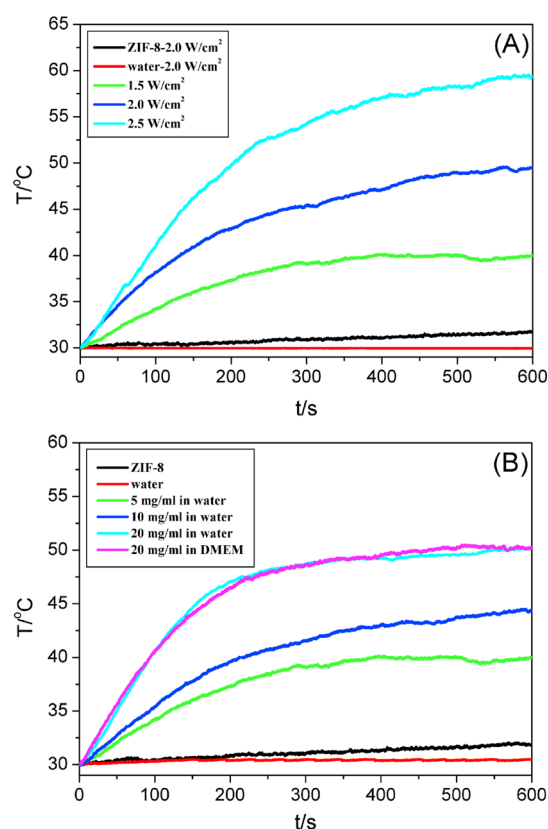 (A)
ZIF-8-2.0 W/cm²
water-2.0 W/cm²
1.5 W/cm²
2.0 W/cm²
2.5 W/cm²
65
60
55
50
45
40
35
30
T/°C
0 100 200 300 400 500 600
t/s
(B)
ZIF-8
water
5 mg/ml in water
10 mg/ml in water
20 mg/ml in water
20 mg/ml in DMEM
60
55
50
45
40
35
30
T/°C
0 100 200 300 400 500 600
t/s